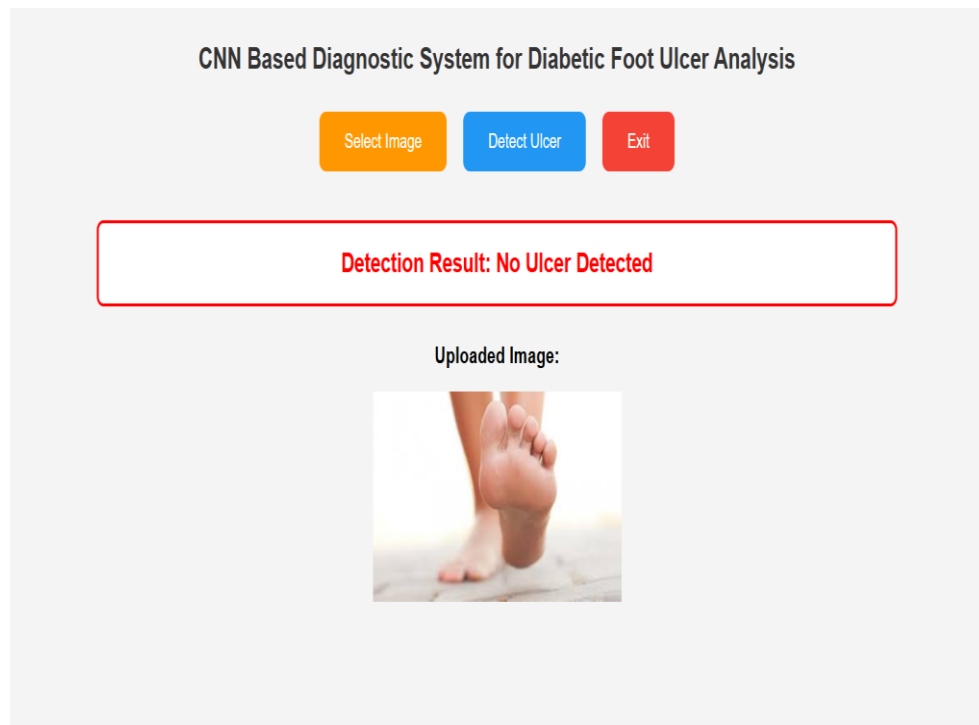 CNN Based Diagnostic System for Diabetic Foot Ulcer Analysis
Select Image Detect Ulcer Exit
Detection Result: No Ulcer Detected
Uploaded Image: